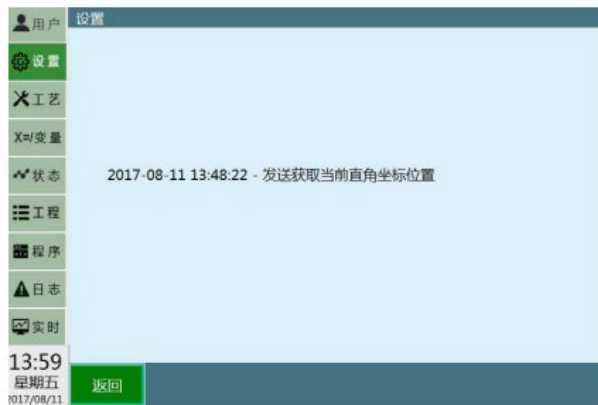 用户
设置
设置
工艺
X=/变量
状态
2017-08-11 13:48:22 - 发送获取当前直角坐标位置
工程
程序
日志
实时
13:59
星期五
2017/08/11
返回